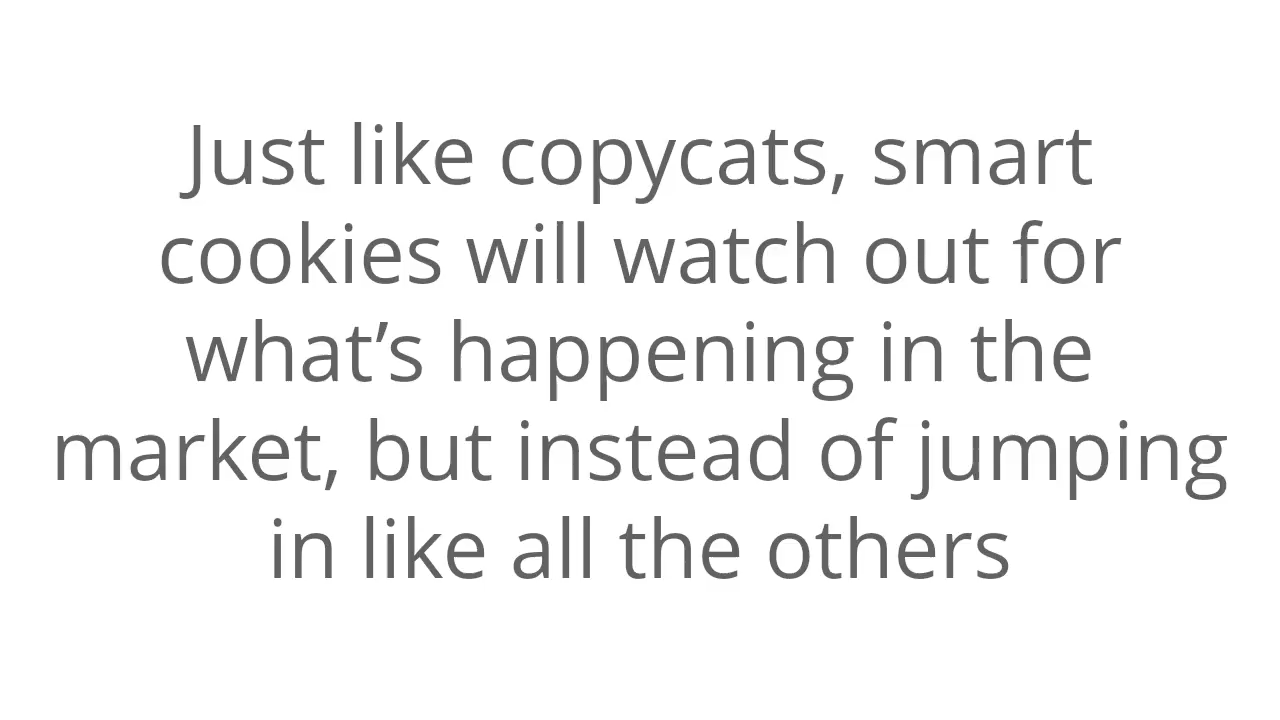 Just like copycats, smart
cookies will watch out for
what’s happening in the
market, but instead of jumping
in like all the others